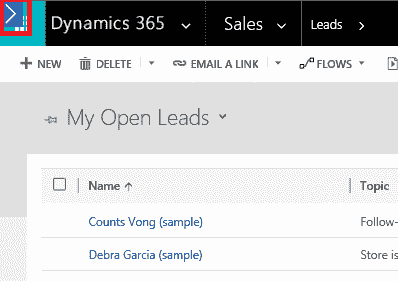 Dynamics 365 Sales Leads
NEW DELETE EMAIL A LINK FLOWS
My Open Leads
Name Topic
Counts Vong (sample) Follow-
Debra Garcia (sample) Store is